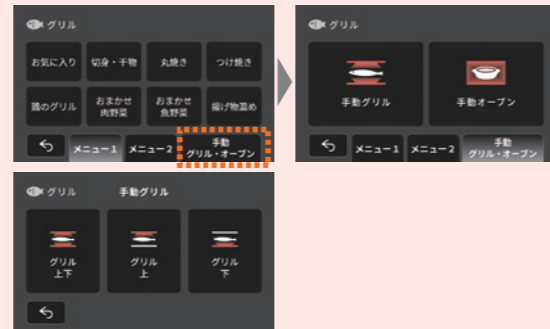 グリル
お気に入り
切身・干物
丸焼き
つけ焼き
鶏のグリル
おまかせ
肉野菜
おまかせ
魚野菜
揚げ物温め
メニュー1
メニュー2
手動
グリル・オーブン
グリル
手動グリル
手動オーブン
メニュー1
メニュー2
手動
グリル・オーブン
グリル
手動グリル
グリル
上下
グリル
上
グリル
下